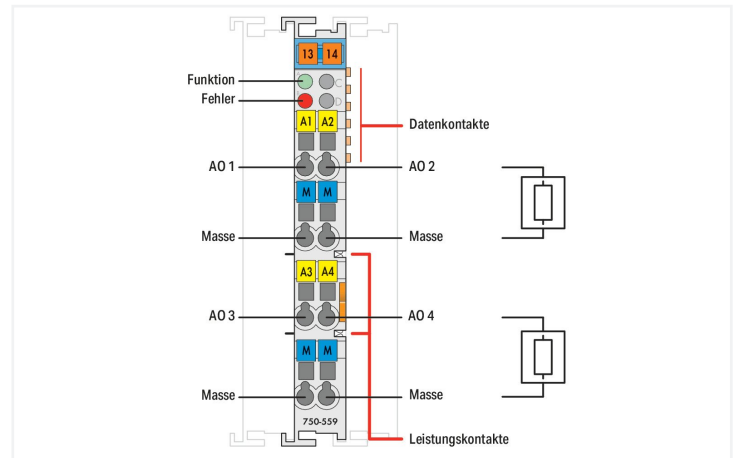 13 14
Funktion
C
Fehler
D
A1 A2
Datenkontakte
AO 1
AO 2
M M
Masse
Masse
A3 A4
AO 3
AO 4
M M
Masse
Masse
750-559
Leistungskontakte